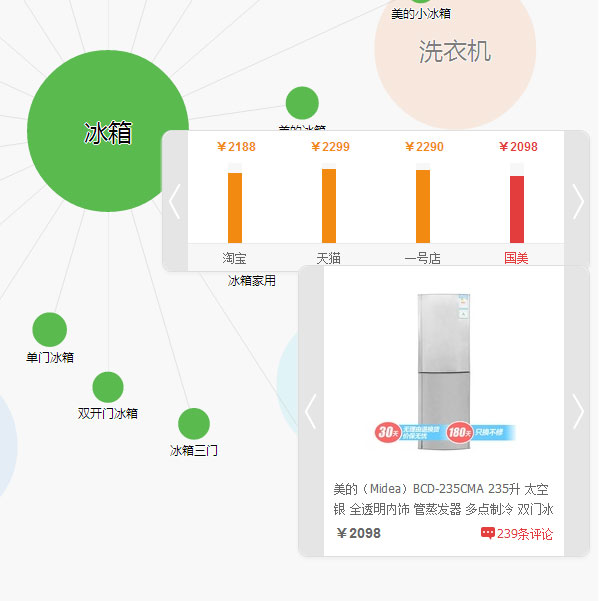 美的小冰箱
洗衣机
冰箱
美的冰箱
￥2188
￥2299
￥2290
￥2098
淘宝
天猫
一号店
国美
冰箱家用
单门冰箱
双开门冰箱
冰箱三门
30天
无理由退换货
价保无忧
180天
只换不修
美的（Midea）BCD-235CMA 235升 太空
银 全透明内饰 管蒸发器 多点制冷 双门冰
￥2098
239条评论